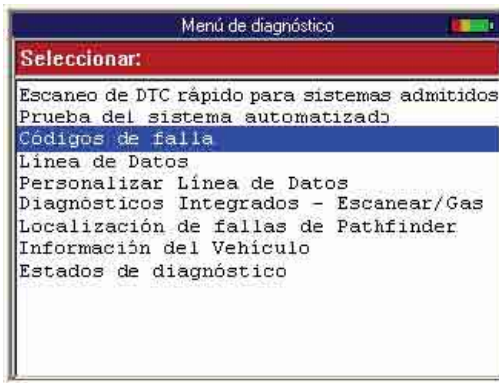 Menú de diagnóstico
Seleccionar:
Escaneo de DTC rápido para sistemas admitidos
Prueba del sistema automatizado
Códigos de falla
Línea de Datos
Personalizar Línea de Datos
Diagnósticos Integrados - Escanear/Gas
Localización de fallas de Pathfinder
Información del Vehículo
Estados de diagnóstico